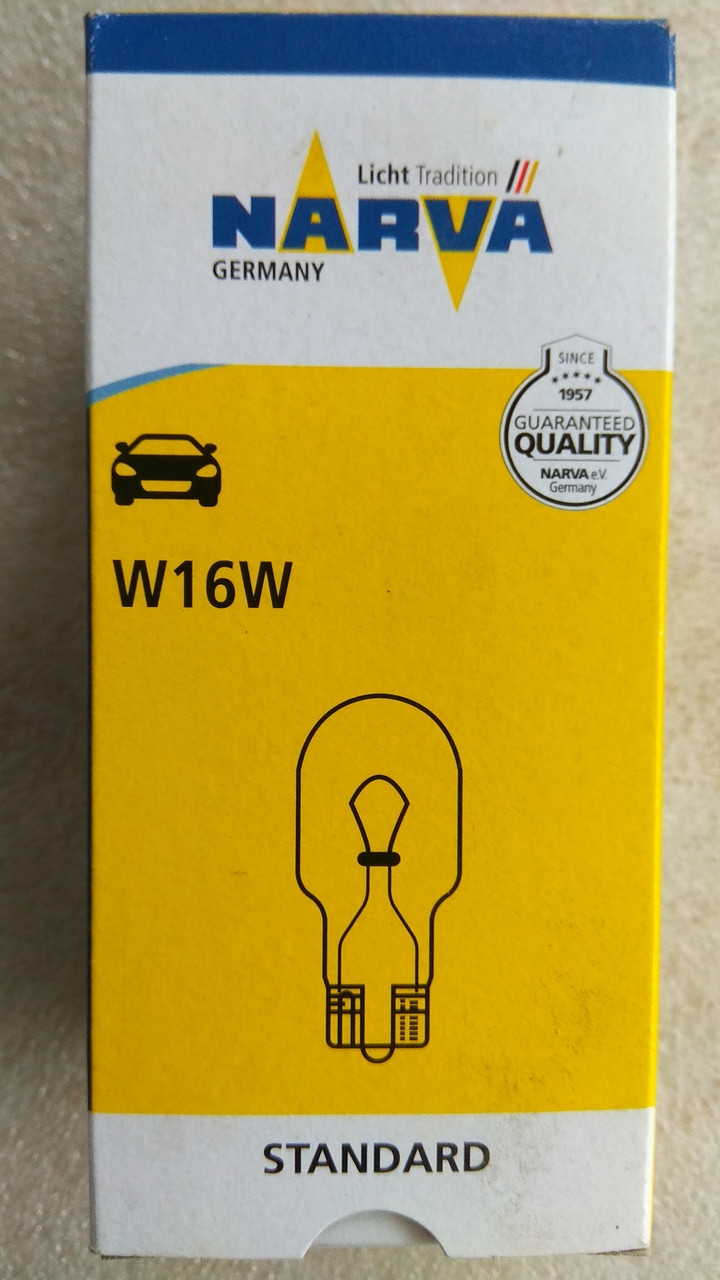 Licht Tradition
NARVA
GERMANY
SINCE
1957
GUARANTEED
QUALITY
NARVA e.V.
Germany
W16W
STANDARD